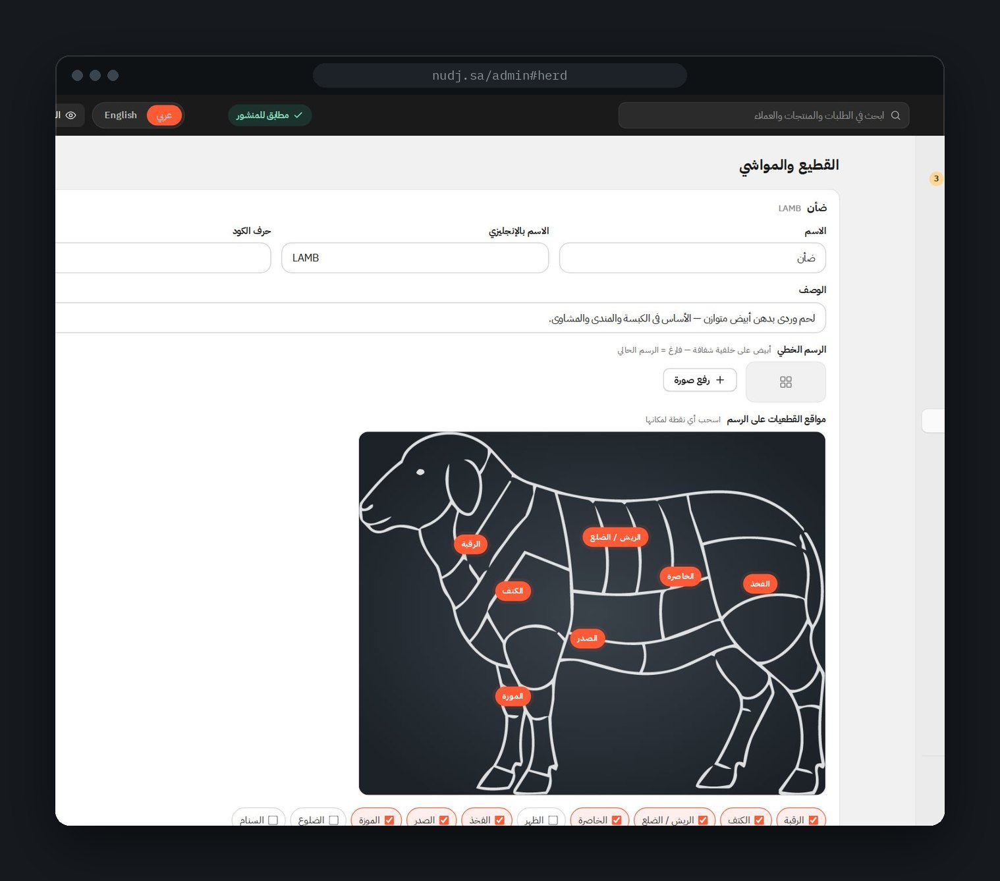 nudj.sa/admin#herd
ابحث في الطلبات والمنتجات والعملاء
مطابق للمنشور
عربي English
القطيع والمواشي
3
ضأن LAMB
الاسم
الاسم بالإنجليزي
حرف الكود
ضأن
LAMB
الوصف
لحم وردي بدهن أبيض متوازن — الأساس في الكبسة والمندي والمشاوي.
الرسم الخطي أبيض على خلفية شفافة — فارغ = الرسم الحالي
رفع صورة
مواقع القطعيات على الرسم اسحب أي نقطة لمكانها
الريش / الضلع
الرقبة
الخاصرة
الفخذ
الكتف
الصدر
الموزة
الرقبة الكتف الريش / الضلع الخاصرة الظهر الفخذ الصدر الموزة الضلوع السنام